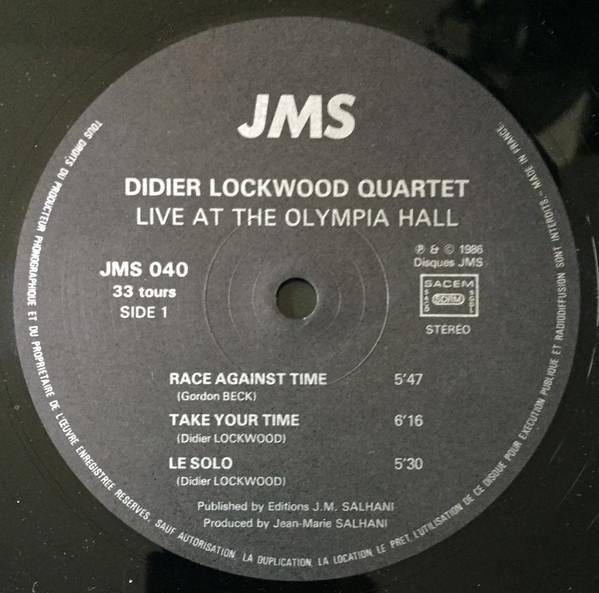 JMS
DIDIER LOCKWOOD QUARTET
LIVE AT THE OLYMPIA HALL
JMS 040
33 tours
SIDE 1
℗ & © 1986
Disques JMS
SACEM
SACD
SDRM
SGDL
STEREO
RACE AGAINST TIME 5'47
(Gordon BECK)
TAKE YOUR TIME 6'16
(Didier LOCKWOOD)
LE SOLO 5'30
(Didier LOCKWOOD)
Published by Editions J.M. SALHANI
Produced by Jean-Marie SALHANI
TOUS DROITS DU PRODUCTEUR PHONOGRAPHIQUE ET DU PROPRIETAIRE DE L'ŒUVRE ENREGISTREE RESERVES. SAUF AUTORISATION, LA DUPLICATION, LA LOCATION, LE PRET, L'UTILISATION DE CE DISQUE POUR EXECUTION PUBLIQUE ET RADIODIFFUSION SONT INTERDITS - MADE IN FRANCE.